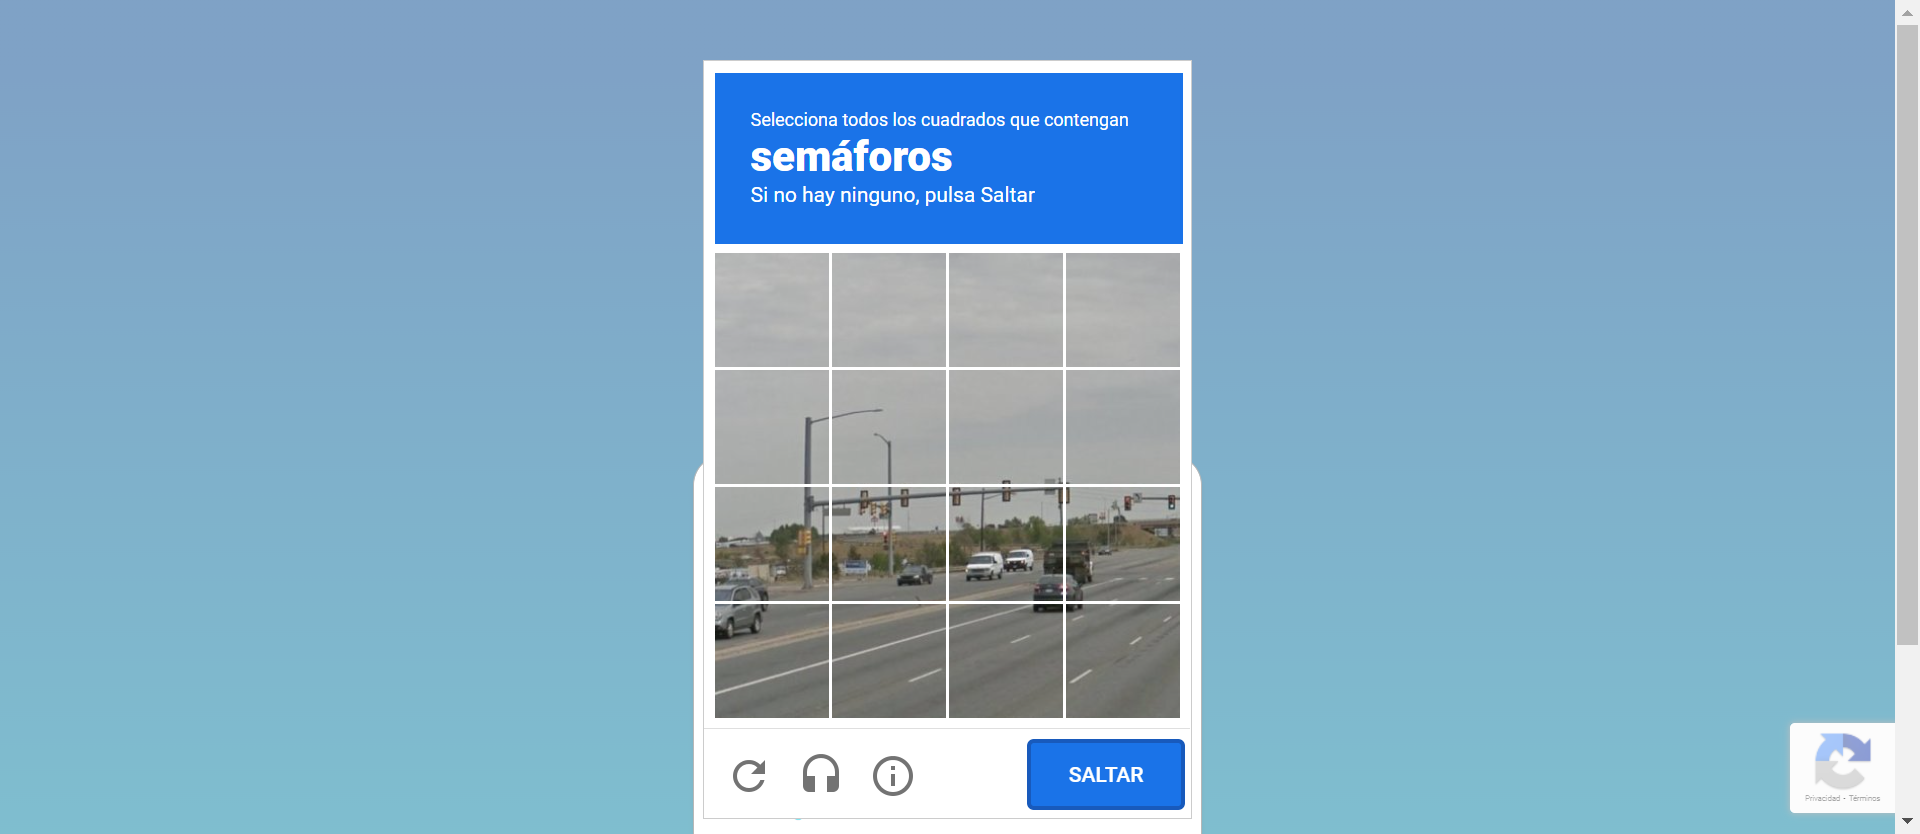 Selecciona todos los cuadrados que contengan
semáforos
Si no hay ninguno, pulsa Saltar
SALTAR
Privacidad - Términos